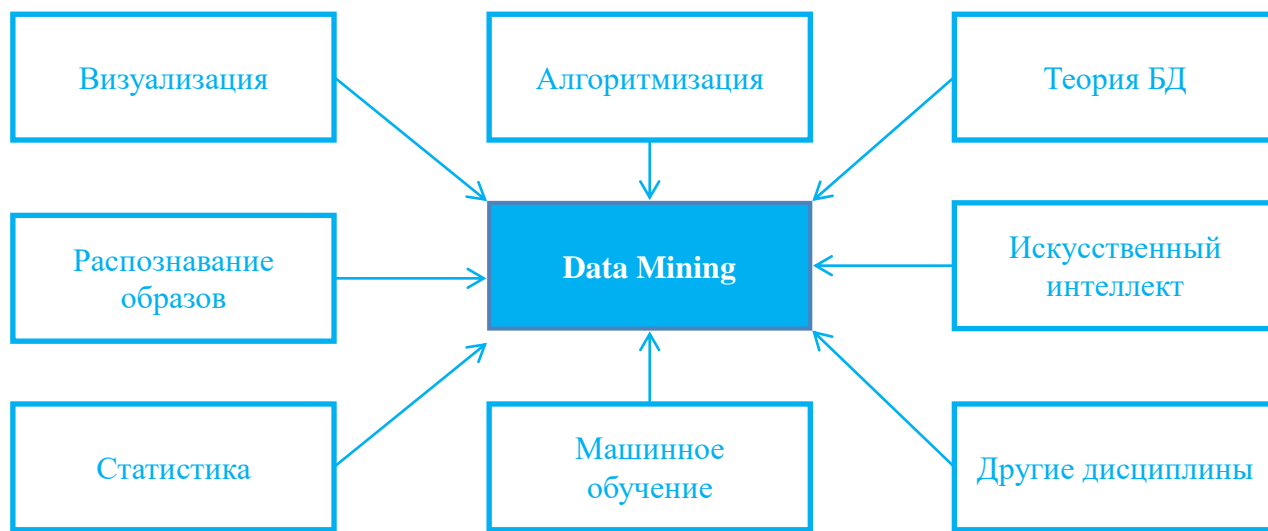 Визуализация
Алгоритмизация
Теория БД
Распознавание
образов
Data Mining
Искусственный
интеллект
Статистика
Машинное
обучение
Другие дисциплины